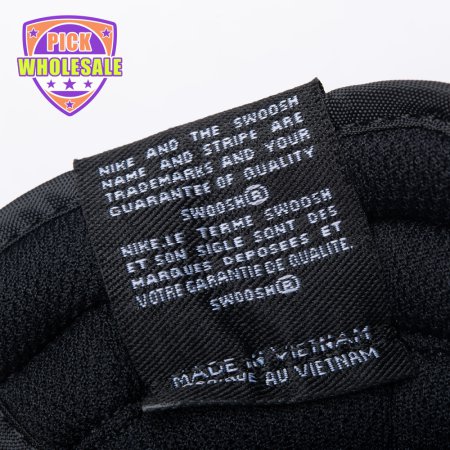 PICK
WHOLESALE
NIKE AND THE SWOOSH
NAME AND STRIPE ARE
TRADEMARKS AND YOUR
GUARANTEE OF QUALITY
SWOOSH®
NIKE.LE TERME SWOOSH
ET SON SIGLE SONT DES
MARQUES DEPOSEES ET
VOTRE GARANTIE DE QUALITE.
SWOOSH®
MADE IN VIETNAM
AU VIETNAM